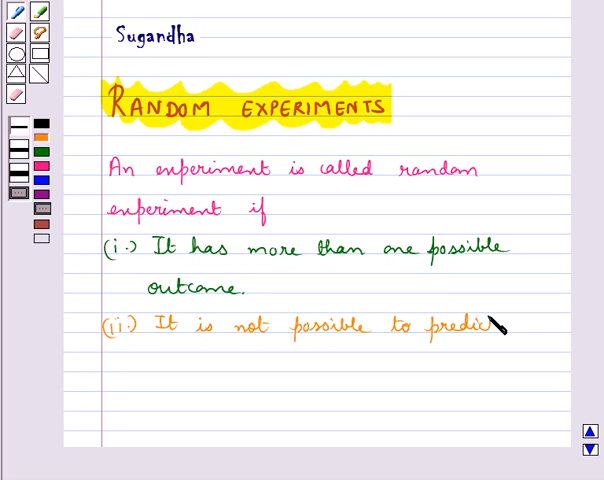 Sugandha
RANDOM EXPERIMENTS
An experiment is called random
experiment if
(i.) It has more than one possible
outcome.
(ii.) It is not possible to predic